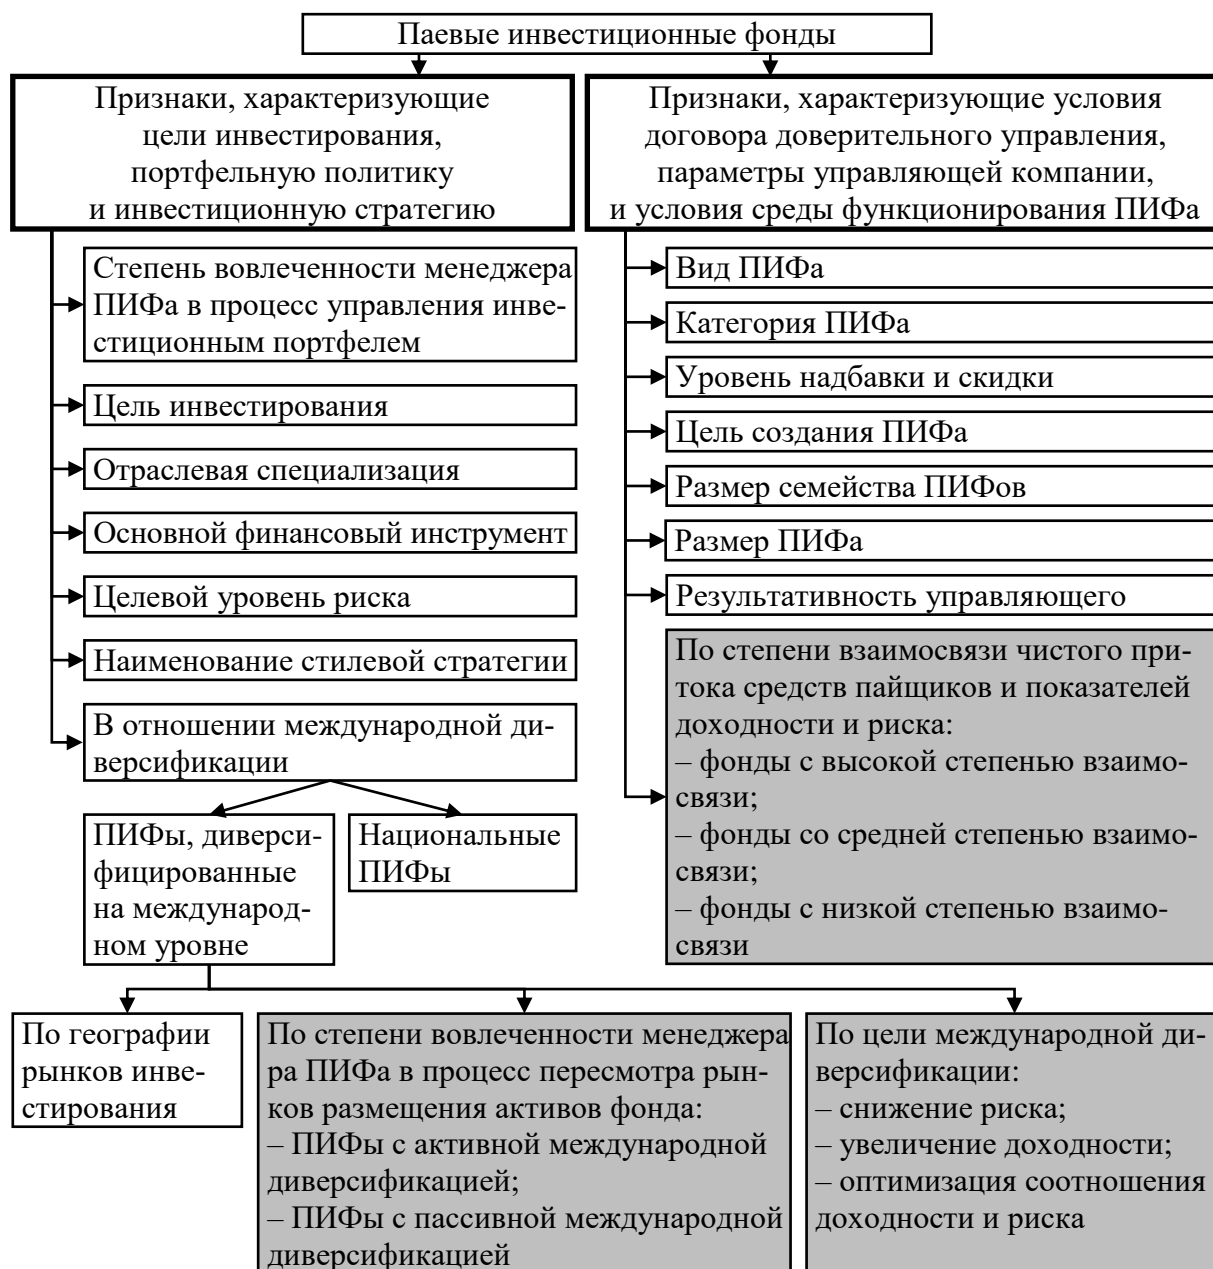 Паевые инвестиционные фонды
Признаки, характеризующие
цели инвестирования,
портфельную политику
и инвестиционную стратегию
Признаки, характеризующие условия
договора доверительного управления,
параметры управляющей компании,
и условия среды функционирования ПИФа
Степень вовлеченности менеджера
ПИФа в процесс управления инве-
стиционным портфелем
Цель инвестирования
Отраслевая специализация
Основной финансовый инструмент
Целевой уровень риска
Наименование стилевой стратегии
В отношении международной ди-
версификации
ПИФы, диверси-
фицированные
на международ-
ном уровне
Национальные
ПИФы
Вид ПИФа
Категория ПИФа
Уровень надбавки и скидки
Цель создания ПИФа
Размер семейства ПИФов
Размер ПИФа
Результативность управляющего
По степени взаимосвязи чистого при-
тока средств пайщиков и показателей
доходности и риска:
– фонды с высокой степенью взаимо-
связи;
– фонды со средней степенью взаимо-
связи;
– фонды с низкой степенью взаимо-
связи
По географии
рынков инве-
стирования
По степени вовлеченности менеджера
ра ПИФа в процесс пересмотра рын-
ков размещения активов фонда:
– ПИФы с активной международной
диверсификацией;
– ПИФы с пассивной международной
диверсификацией
По цели международной ди-
версификации:
– снижение риска;
– увеличение доходности;
– оптимизация соотношения
доходности и риска